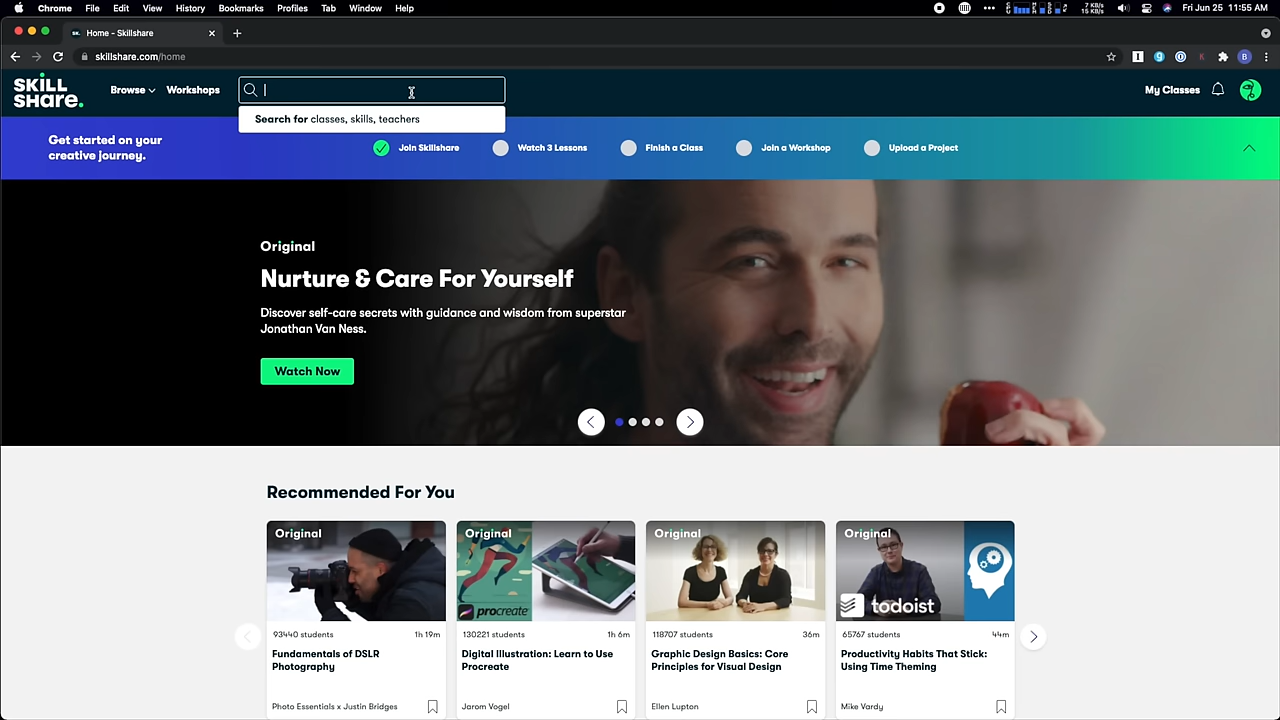 Chrome File Edit View History Bookmarks Profiles Tab Window Help
7 KB/s
15 KB/s
Fri Jun 25 11:55 AM
Home - Skillshare
skillshare.com/home
SKILL
SHARE.
Browse
Workshops
My Classes
Search for classes, skills, teachers
Get started on your
creative journey.
Join Skillshare
Watch 3 Lessons
Finish a Class
Join a Workshop
Upload a Project
Original
Nurture & Care For Yourself
Discover self-care secrets with guidance and wisdom from superstar
Jonathan Van Ness.
Watch Now
Recommended For You
Original
93440 students 1h 19m
Fundamentals of DSLR
Photography
Photo Essentials x Justin Bridges
Original
procreate
130221 students 1h 6m
Digital Illustration: Learn to Use
Procreate
Jarom Vogel
Original
118707 students 36m
Graphic Design Basics: Core
Principles for Visual Design
Ellen Lupton
Original
todoist
65767 students 44m
Productivity Habits That Stick:
Using Time Theming
Mike Vardy